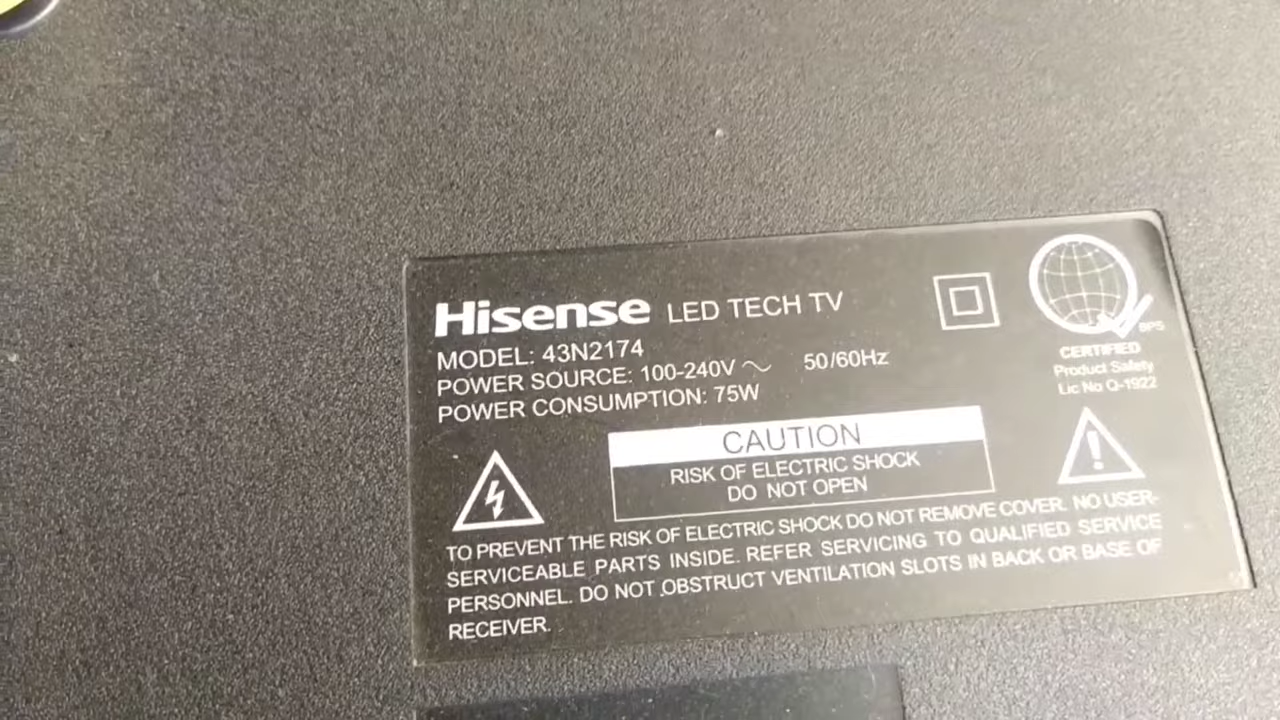 Hisense LED TECH TV
MODEL: 43N2174
POWER SOURCE: 100-240V ~ 50/60Hz
POWER CONSUMPTION: 75W
BPS
CERTIFIED
Product Safety
Lic No Q-1922
CAUTION
RISK OF ELECTRIC SHOCK
DO NOT OPEN
TO PREVENT THE RISK OF ELECTRIC SHOCK DO NOT REMOVE COVER. NO USER-
SERVICEABLE PARTS INSIDE. REFER SERVICING TO QUALIFIED SERVICE
PERSONNEL. DO NOT OBSTRUCT VENTILATION SLOTS IN BACK OR BASE OF
RECEIVER.